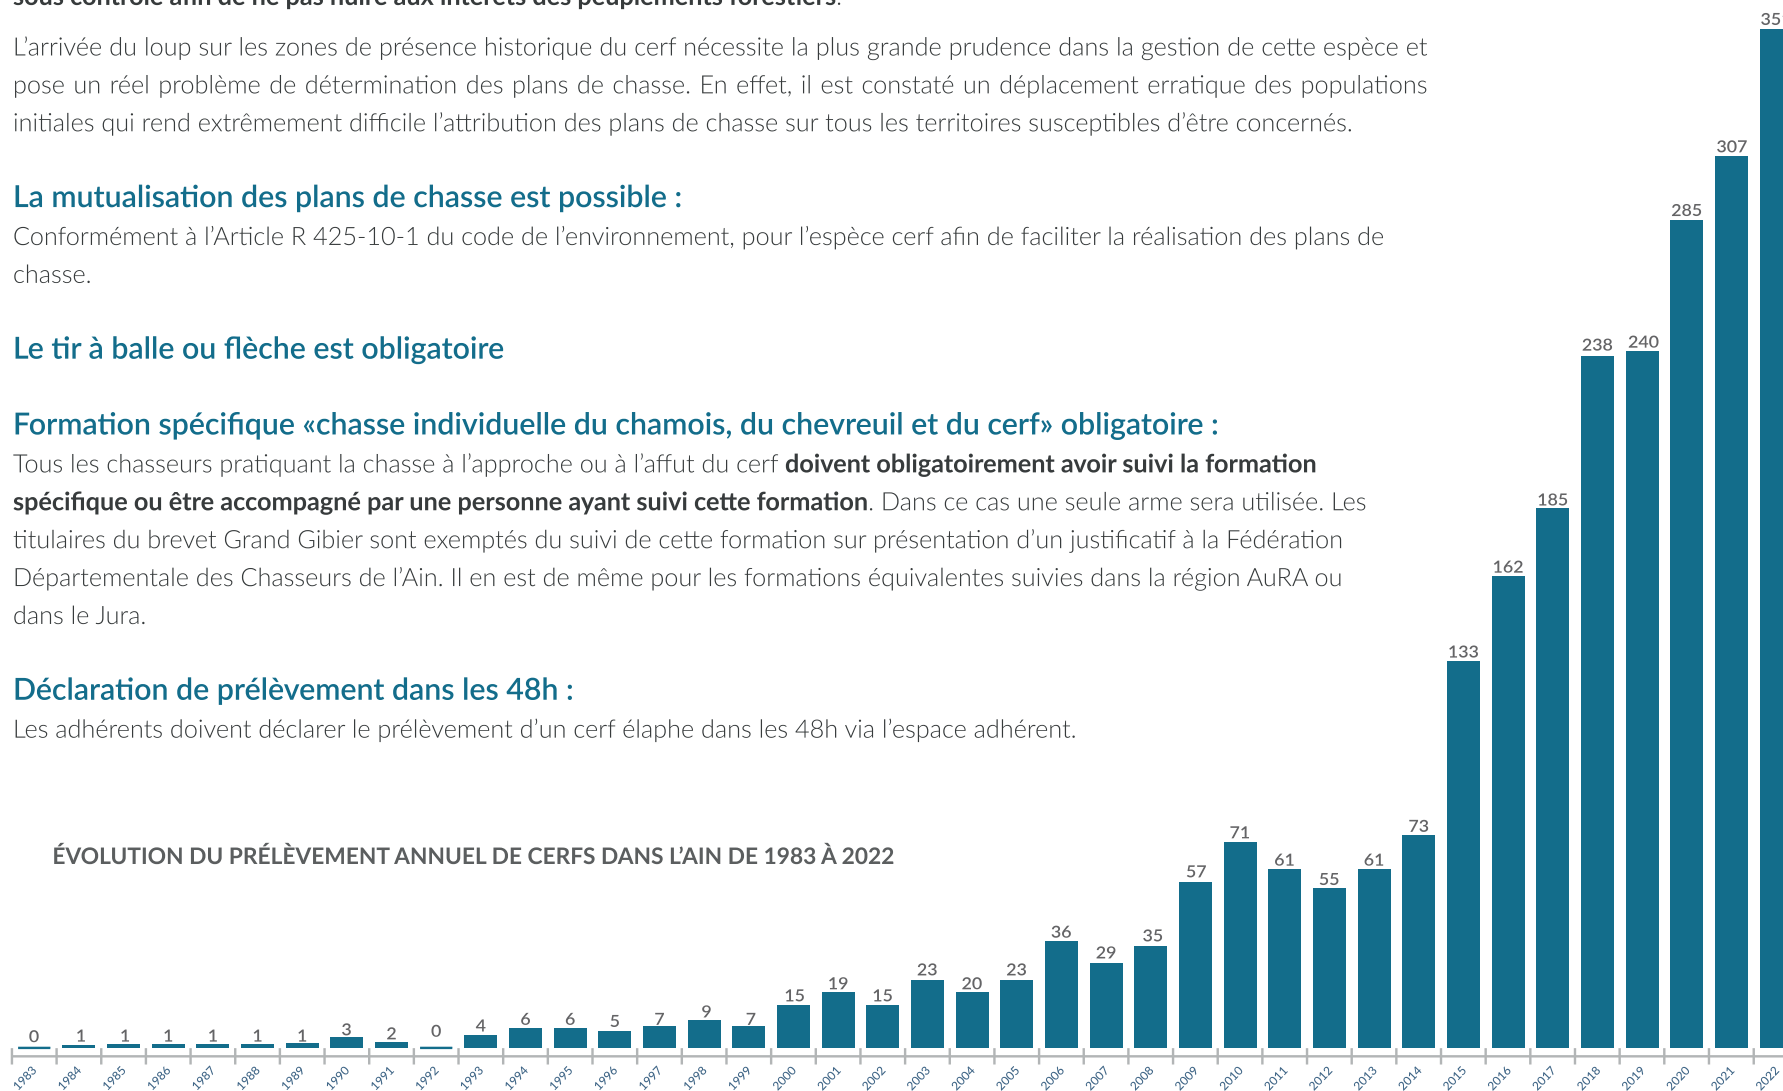 sous contrôle afin de ne pas nuire aux intérêts des peuplements forestiers.
L’arrivée du loup sur les zones de présence historique du cerf nécessite la plus grande prudence dans la gestion de cette espèce et
pose un réel problème de détermination des plans de chasse. En effet, il est constaté un déplacement erratique des populations
initiales qui rend extrêmement difficile l’attribution des plans de chasse sur tous les territoires susceptibles d’être concernés.
La mutualisation des plans de chasse est possible :
Conformément à l’Article R 425-10-1 du code de l’environnement, pour l’espèce cerf afin de faciliter la réalisation des plans de
chasse.
Le tir à balle ou flèche est obligatoire
Formation spécifique «chasse individuelle du chamois, du chevreuil et du cerf» obligatoire :
Tous les chasseurs pratiquant la chasse à l’approche ou à l’affut du cerf doivent obligatoirement avoir suivi la formation
spécifique ou être accompagné par une personne ayant suivi cette formation. Dans ce cas une seule arme sera utilisée. Les
titulaires du brevet Grand Gibier sont exemptés du suivi de cette formation sur présentation d’un justificatif à la Fédération
Départementale des Chasseurs de l’Ain. Il en est de même pour les formations équivalentes suivies dans la région AuRA ou
dans le Jura.
Déclaration de prélèvement dans les 48h :
Les adhérents doivent déclarer le prélèvement d’un cerf élaphe dans les 48h via l’espace adhérent.
ÉVOLUTION DU PRÉLÈVEMENT ANNUEL DE CERFS DANS L’AIN DE 1983 À 2022
0 1 1 1 1 1 1 3 2 0 4 6 6 5 7 9 7 15 19 15 23 20 23 36 29 35 57 71 61 55 61 73 133 162 185 238 240 285 307 35
1983 1984 1985 1986 1987 1988 1989 1990 1991 1992 1993 1994 1995 1996 1997 1998 1999 2000 2001 2002 2003 2004 2005 2006 2007 2008 2009 2010 2011 2012 2013 2014 2015 2016 2017 2018 2019 2020 2021 2022